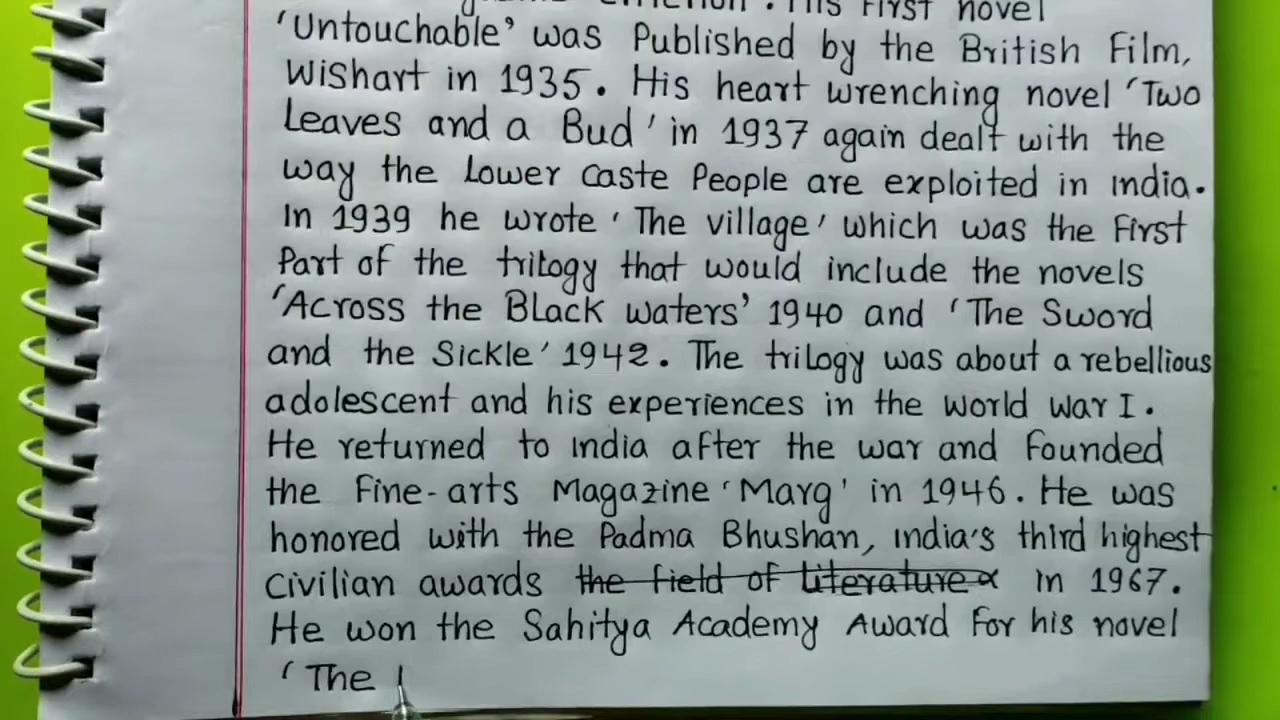 His First novel
'Untouchable' was Published by the British Film,
Wishart in 1935. His heart wrenching novel 'Two
Leaves and a Bud' in 1937 again dealt with the
way the Lower caste People are exploited in india.
In 1939 he wrote 'The village' which was the First
Part of the trilogy that would include the novels
'Across the Black waters' 1940 and 'The Sword
and the Sickle' 1942. The trilogy was about a rebellious
adolescent and his experiences in the world war I.
He returned to india after the war and Founded
the Fine-arts Magazine 'Marg' in 1946. He was
honored with the Padma Bhushan, india's third highest
Civilian awards the field of literature in 1967.
He won the Sahitya Academy Award For his novel
'The